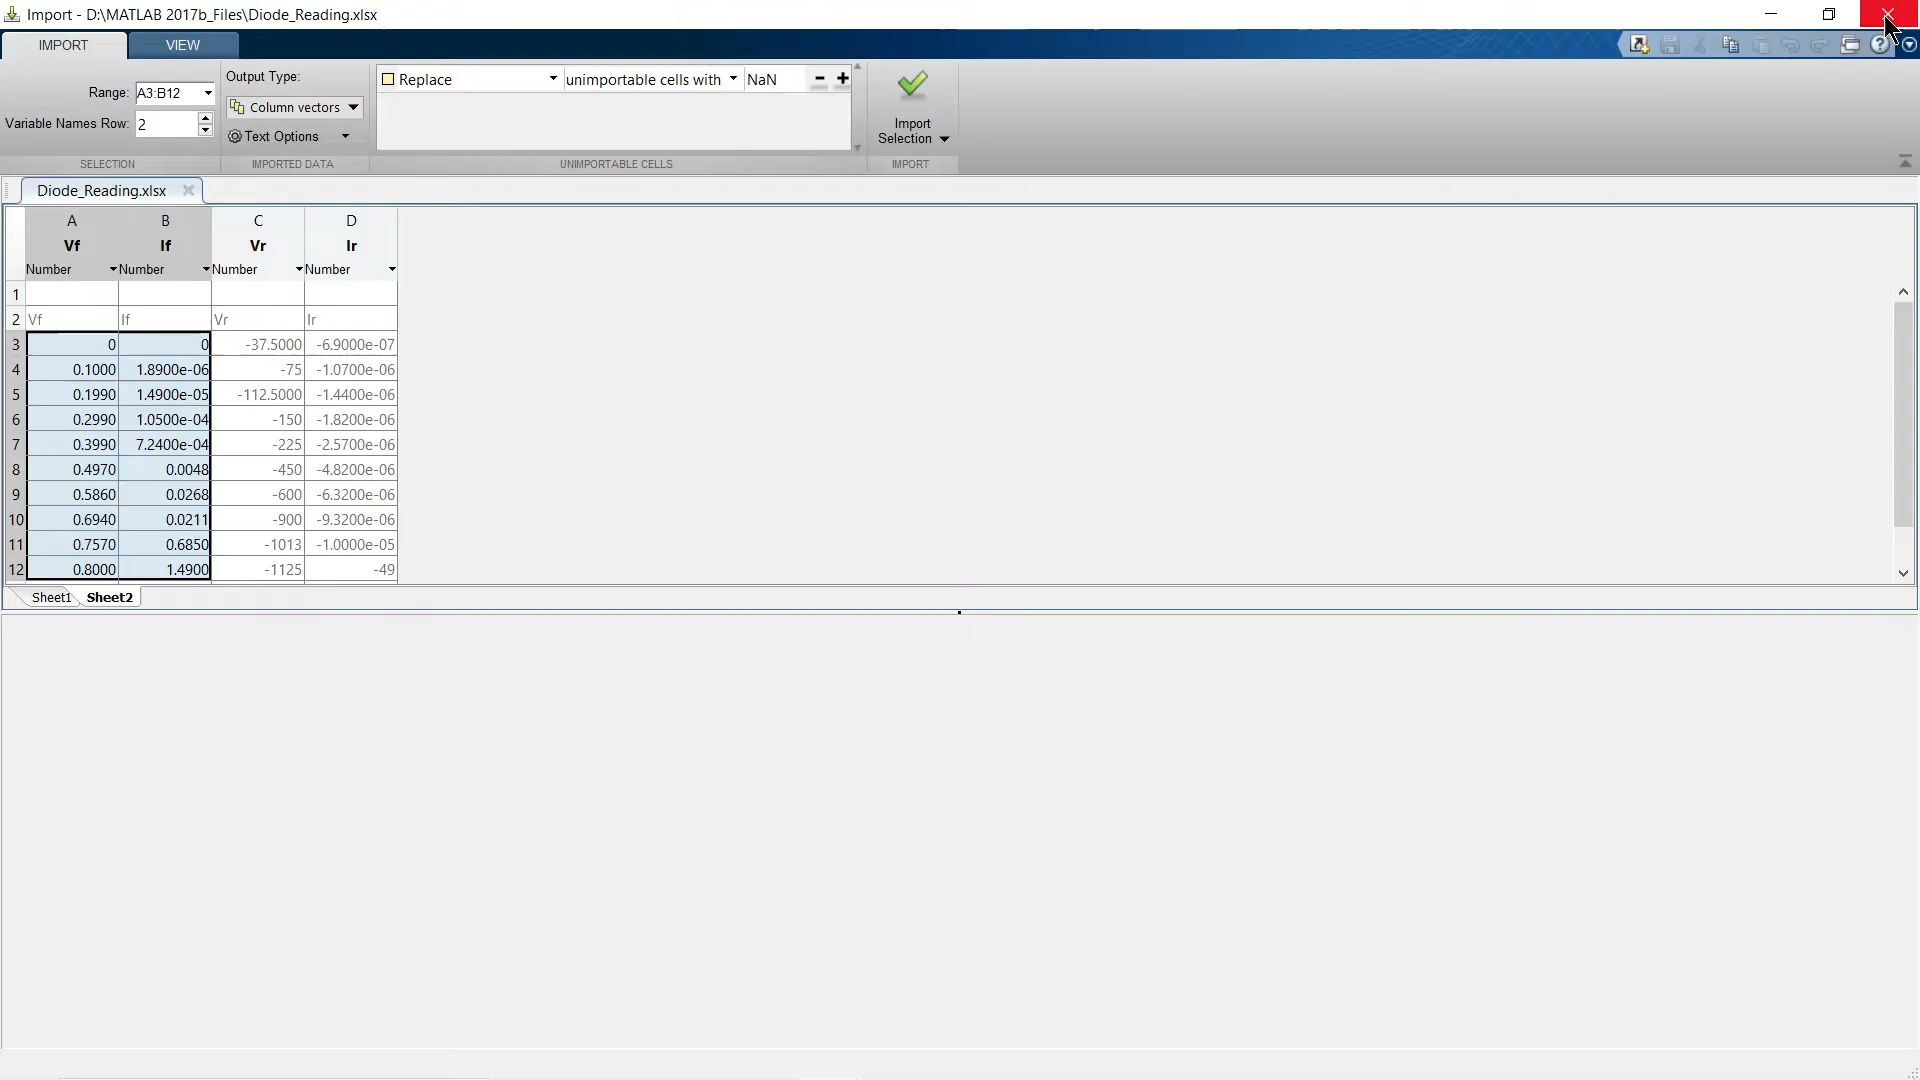 Import - D:\MATLAB 2017b_Files\Diode_Reading.xlsx
IMPORT VIEW
Range: A3:B12
Variable Names Row: 2
SELECTION
Output Type:
Column vectors
Text Options
IMPORTED DATA
Replace unimportable cells with NaN
UNIMPORTABLE CELLS
Import
Selection
IMPORT
Diode_Reading.xlsx
A B C D
Vf If Vr Ir
Number Number Number Number
1
2 Vf If Vr Ir
3 0 0 -37.5000 -6.9000e-07
4 0.1000 1.8900e-06 -75 -1.0700e-06
5 0.1990 1.4900e-05 -112.5000 -1.4400e-06
6 0.2990 1.0500e-04 -150 -1.8200e-06
7 0.3990 7.2400e-04 -225 -2.5700e-06
8 0.4970 0.0048 -450 -4.8200e-06
9 0.5860 0.0268 -600 -6.3200e-06
10 0.6940 0.0211 -900 -9.3200e-06
11 0.7570 0.6850 -1013 -1.0000e-05
12 0.8000 1.4900 -1125 -49
Sheet1 Sheet2